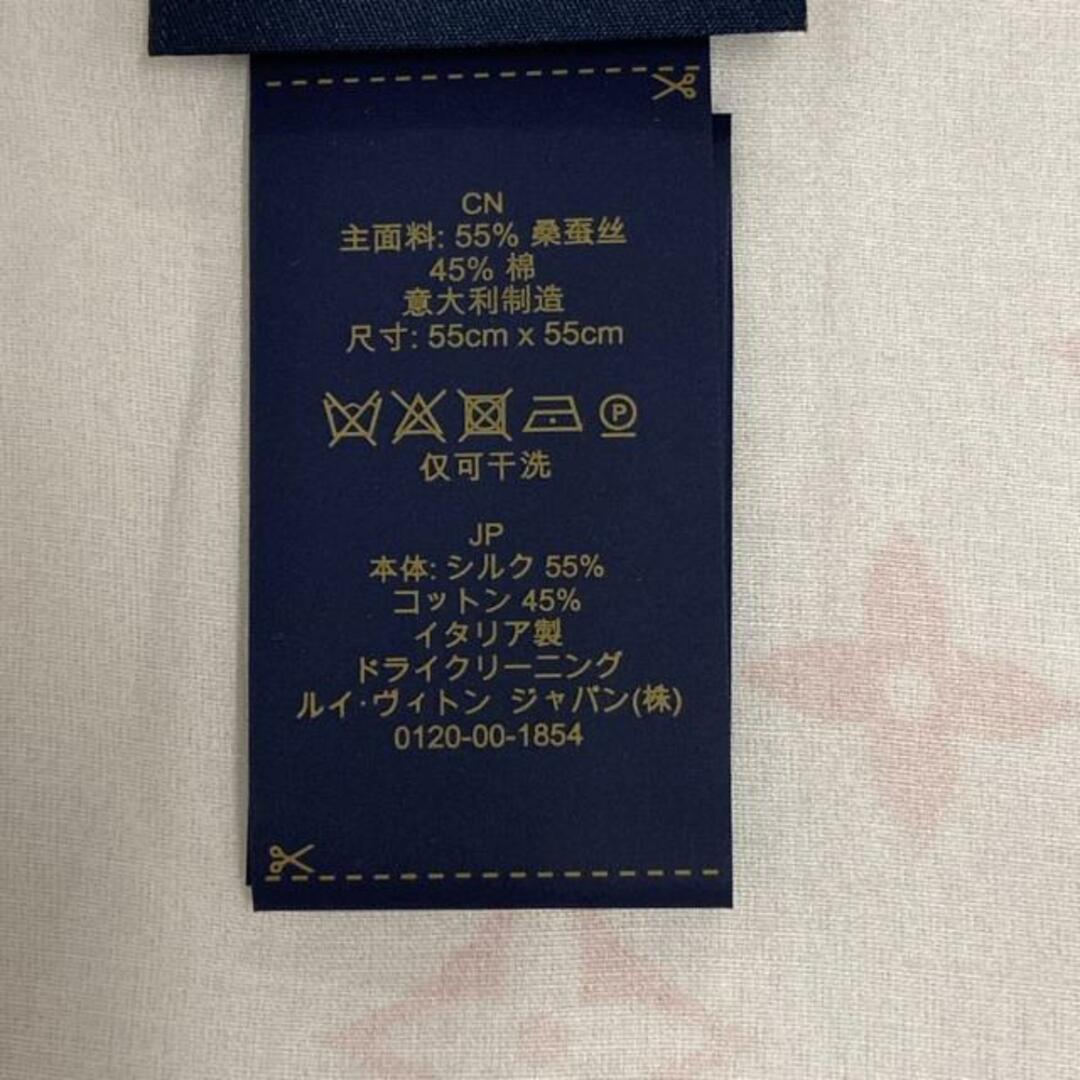 CN
主面料: 55% 桑蚕丝
45% 棉
意大利制造
尺寸: 55cm x 55cm
P
仅可干洗
JP
本体: シルク 55%
コットン 45%
イタリア製
ドライクリーニング
ルイ·ヴィトン ジャパン(株)
0120-00-1854